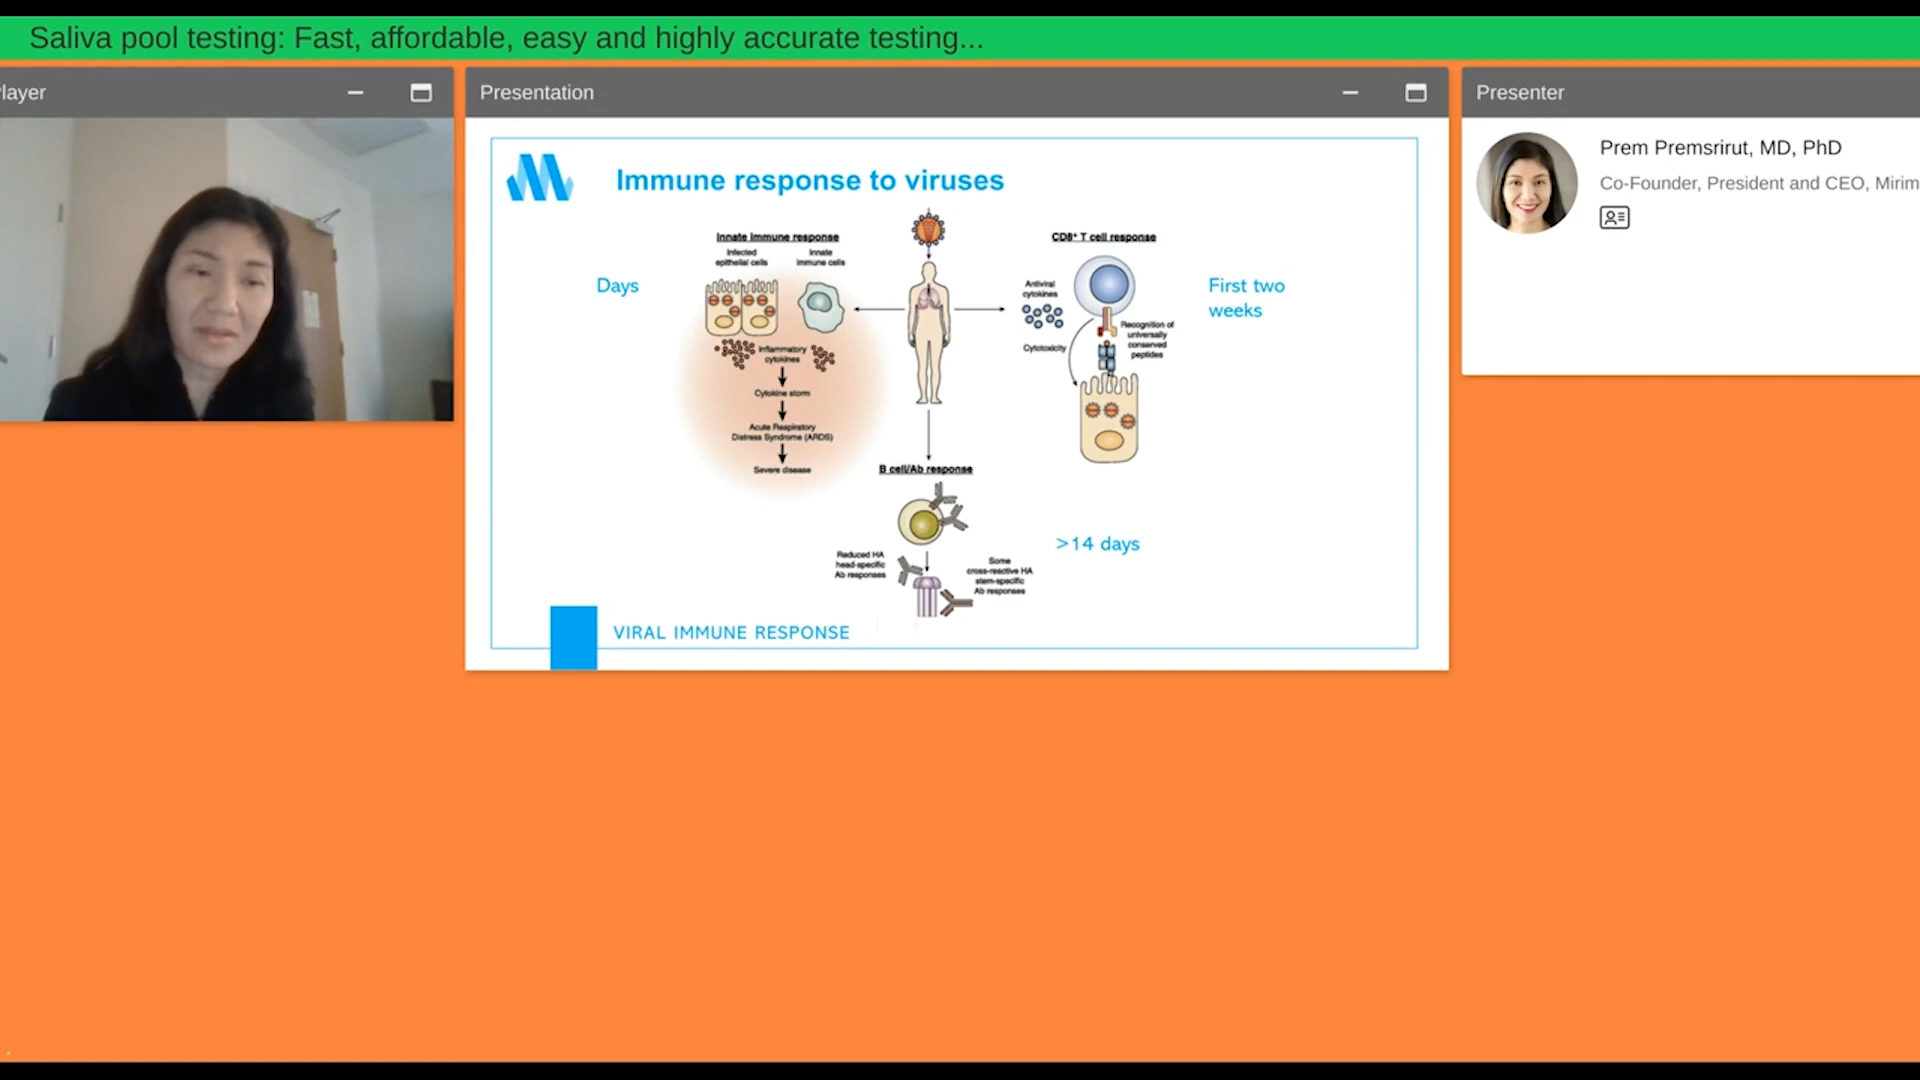 Saliva pool testing: Fast, affordable, easy and highly accurate testing...
layer
Presentation
Presenter
Prem Premsrirut, MD, PhD
Co-Founder, President and CEO, Mirim
Immune response to viruses
Innate immune response
Infected
epithelial cells
Innate
immune cells
Days
Inflammatory
cytokines
Cytokine storm
Acute Respiratory
Distress Syndrome (ARDS)
Severe disease
CD8+ T cell response
Antiviral
cytokines
Cytotoxicity
Recognition of
universally
conserved
peptides
First two
weeks
B cell/Ab response
Reduced HA
head-specific
Ab responses
Some
cross-reactive HA
stem-specific
Ab responses
>14 days
VIRAL IMMUNE RESPONSE